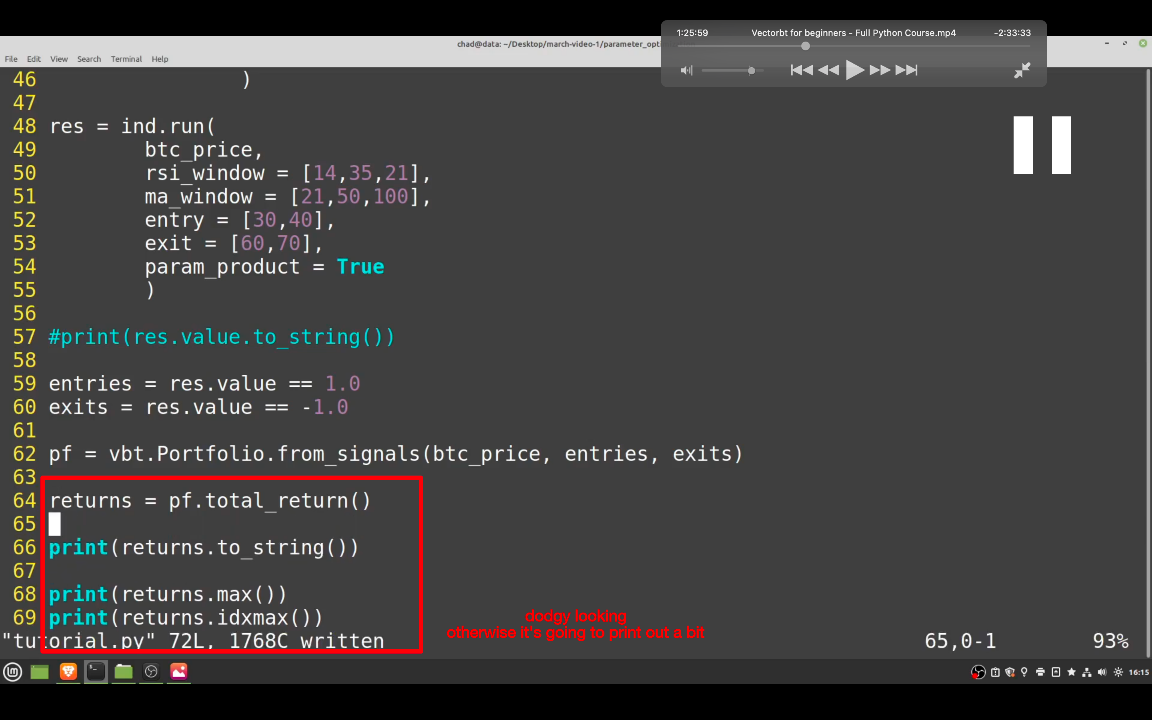 1:25:59 Vectorbt for beginners - Full Python Course.mp4 -2:33:33
chad@data: ~/Desktop/march-video-1/parameter_opti
File Edit View Search Terminal Help
46 )
47
48 res = ind.run(
49 btc_price,
50 rsi_window = [14,35,21],
51 ma_window = [21,50,100],
52 entry = [30,40],
53 exit = [60,70],
54 param_product = True
55 )
56
57 #print(res.value.to_string())
58
59 entries = res.value == 1.0
60 exits = res.value == -1.0
61
62 pf = vbt.Portfolio.from_signals(btc_price, entries, exits)
63
64 returns = pf.total_return()
65
66 print(returns.to_string())
67
68 print(returns.max())
69 print(returns.idxmax())
dodgy looking
otherwise it's going to print out a bit
"tutorial.py" 72L, 1768C written 65,0-1 93%
16:15